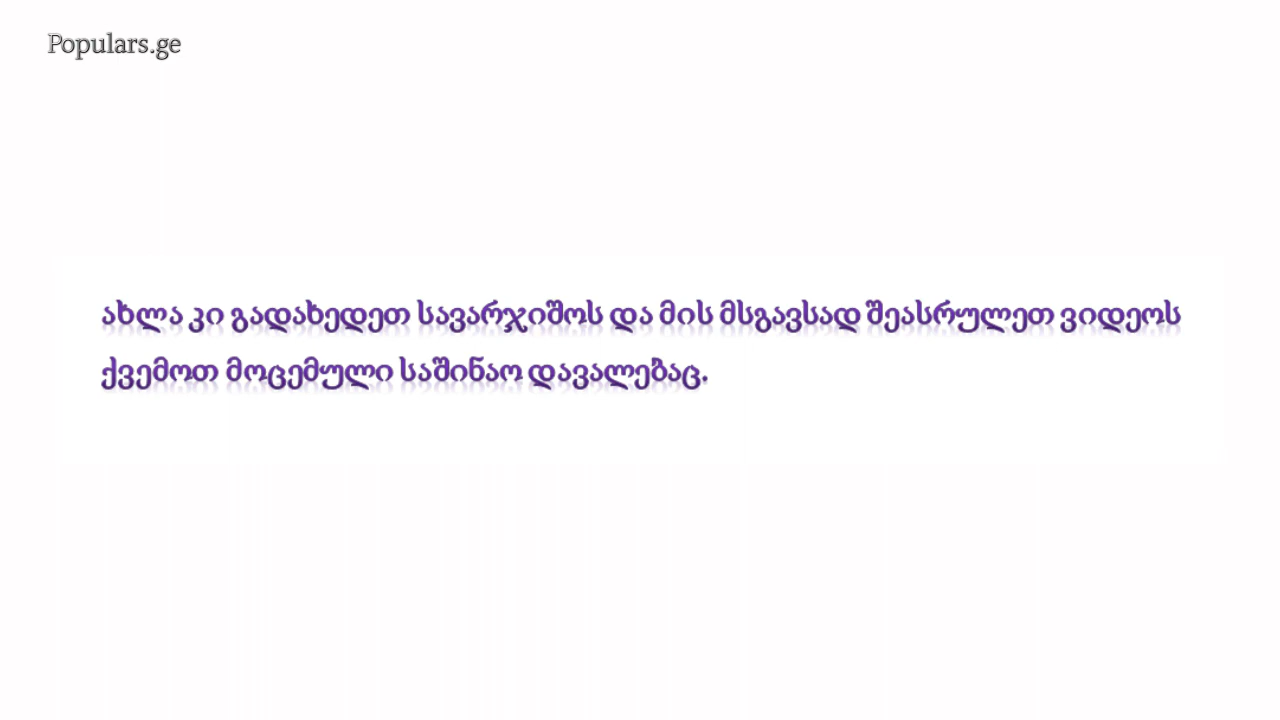 Populars.ge
ახლა კი გადახედეთ სავარჯიშოს და მის მსგავსად შეასრულეთ ვიდეოს
ქვემოთ მოცემული საშინაო დავალებაც.